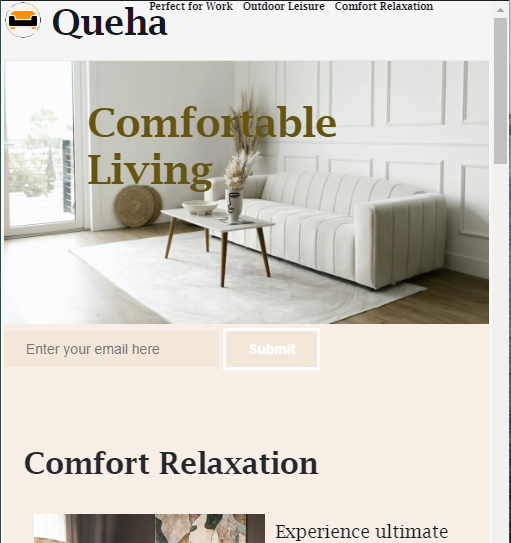 Queha
Perfect for Work Outdoor Leisure Comfort Relaxation
Comfortable
Living
Enter your email here
Submit
Comfort Relaxation
Experience ultimate